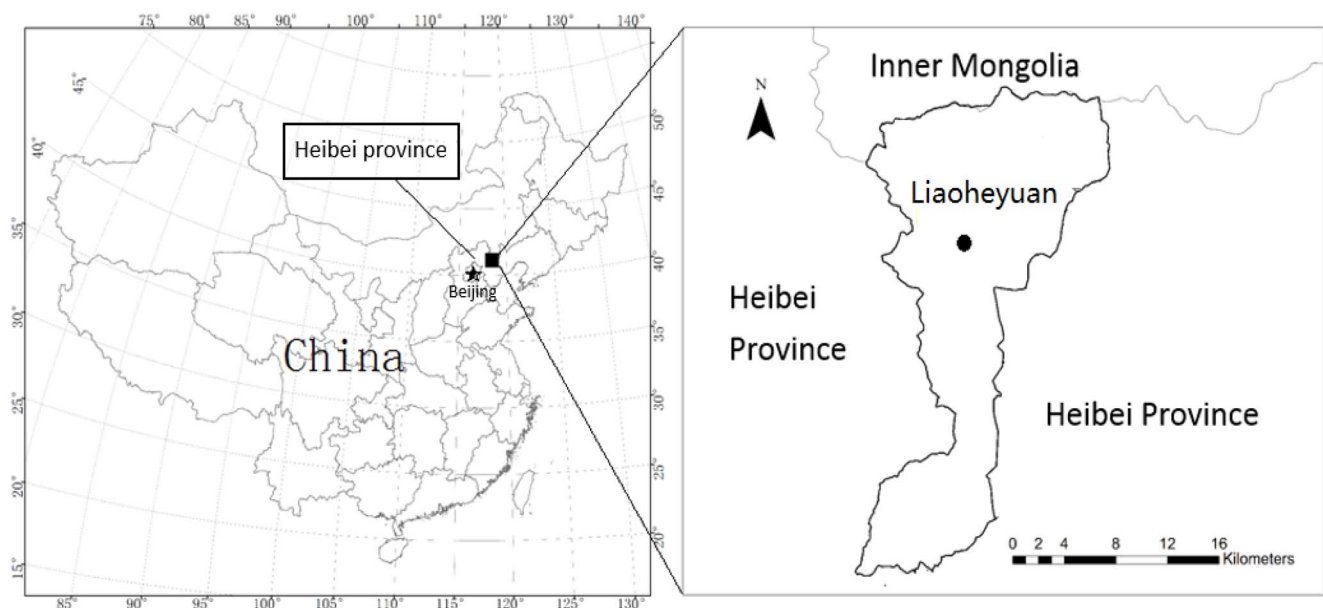 75° 80° 85° 90° 100° 110° 120° 130° 135° 140°
45°
40°
35°
30°
25°
20°
15°
50°
45°
40°
35°
30°
25°
20°
85° 90° 95° 100° 105° 110° 115° 120° 125° 130°
Heibei province
Beijing
China
Inner Mongolia
N
Liaoheyuan
Heibei
Province
Heibei Province
0 2 4 8 12 16
Kilometers